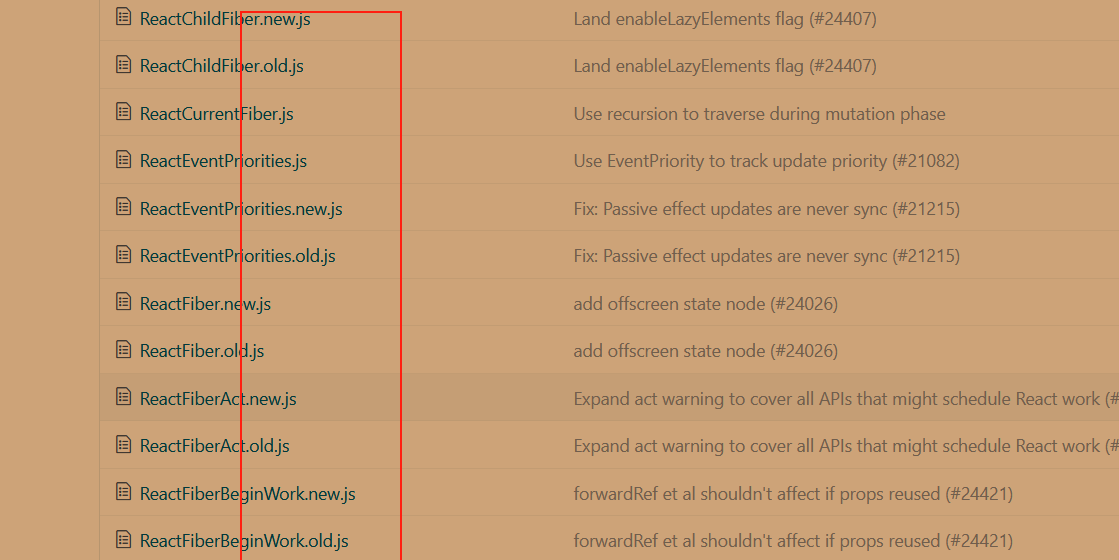 ReactChildFiber.new.js Land enableLazyElements flag (#24407)
ReactChildFiber.old.js Land enableLazyElements flag (#24407)
ReactCurrentFiber.js Use recursion to traverse during mutation phase
ReactEventPriorities.js Use EventPriority to track update priority (#21082)
ReactEventPriorities.new.js Fix: Passive effect updates are never sync (#21215)
ReactEventPriorities.old.js Fix: Passive effect updates are never sync (#21215)
ReactFiber.new.js add offscreen state node (#24026)
ReactFiber.old.js add offscreen state node (#24026)
ReactFiberAct.new.js Expand act warning to cover all APIs that might schedule React work (#
ReactFiberAct.old.js Expand act warning to cover all APIs that might schedule React work (#
ReactFiberBeginWork.new.js forwardRef et al shouldn't affect if props reused (#24421)
ReactFiberBeginWork.old.js forwardRef et al shouldn't affect if props reused (#24421)